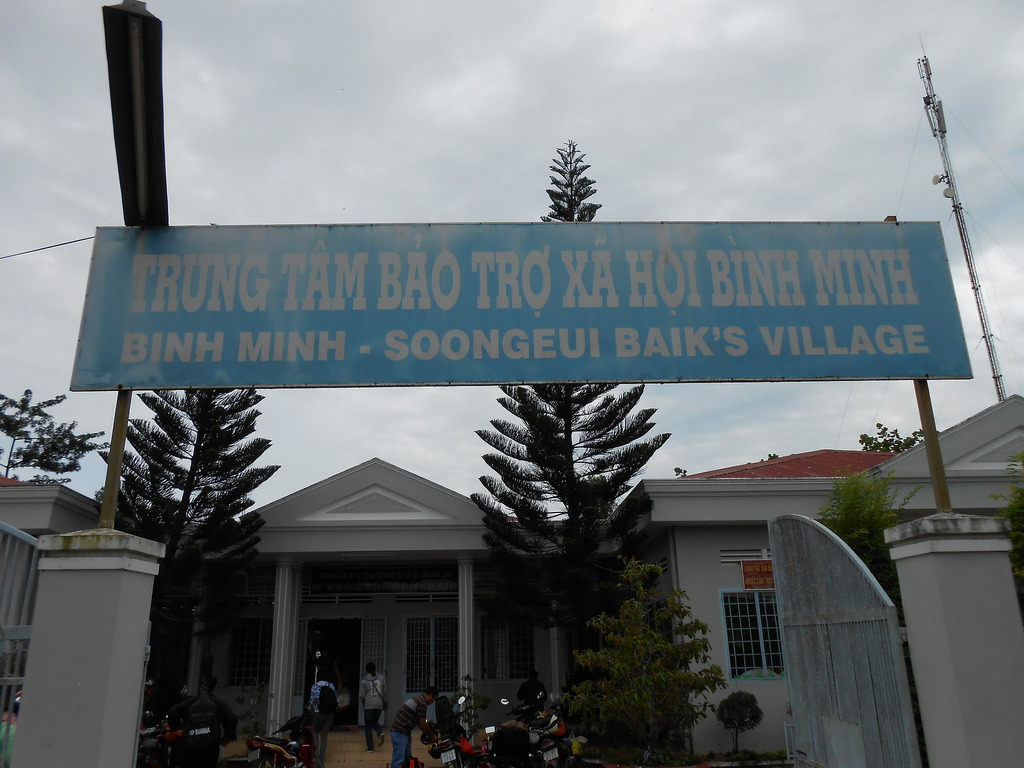 TRUNG TÂM BẢO TRỢ XÃ HỘI BÌNH MINH
BINH MINH - SOONGEUI BAIK'S VILLAGE